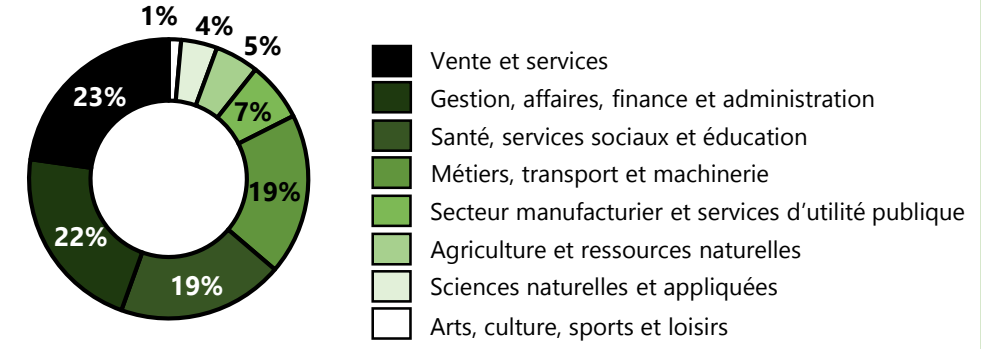 1%
4%
5%
7%
19%
19%
22%
23%
Vente et services
Gestion, affaires, finance et administration
Santé, services sociaux et éducation
Métiers, transport et machinerie
Secteur manufacturier et services d’utilité publique
Agriculture et ressources naturelles
Sciences naturelles et appliquées
Arts, culture, sports et loisirs